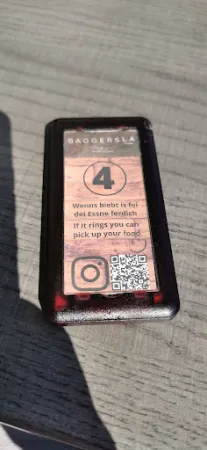 BAGGERSLA
4
Wenns biebt is fei
dei Essne ferdich
If it rings you can
pick up your food